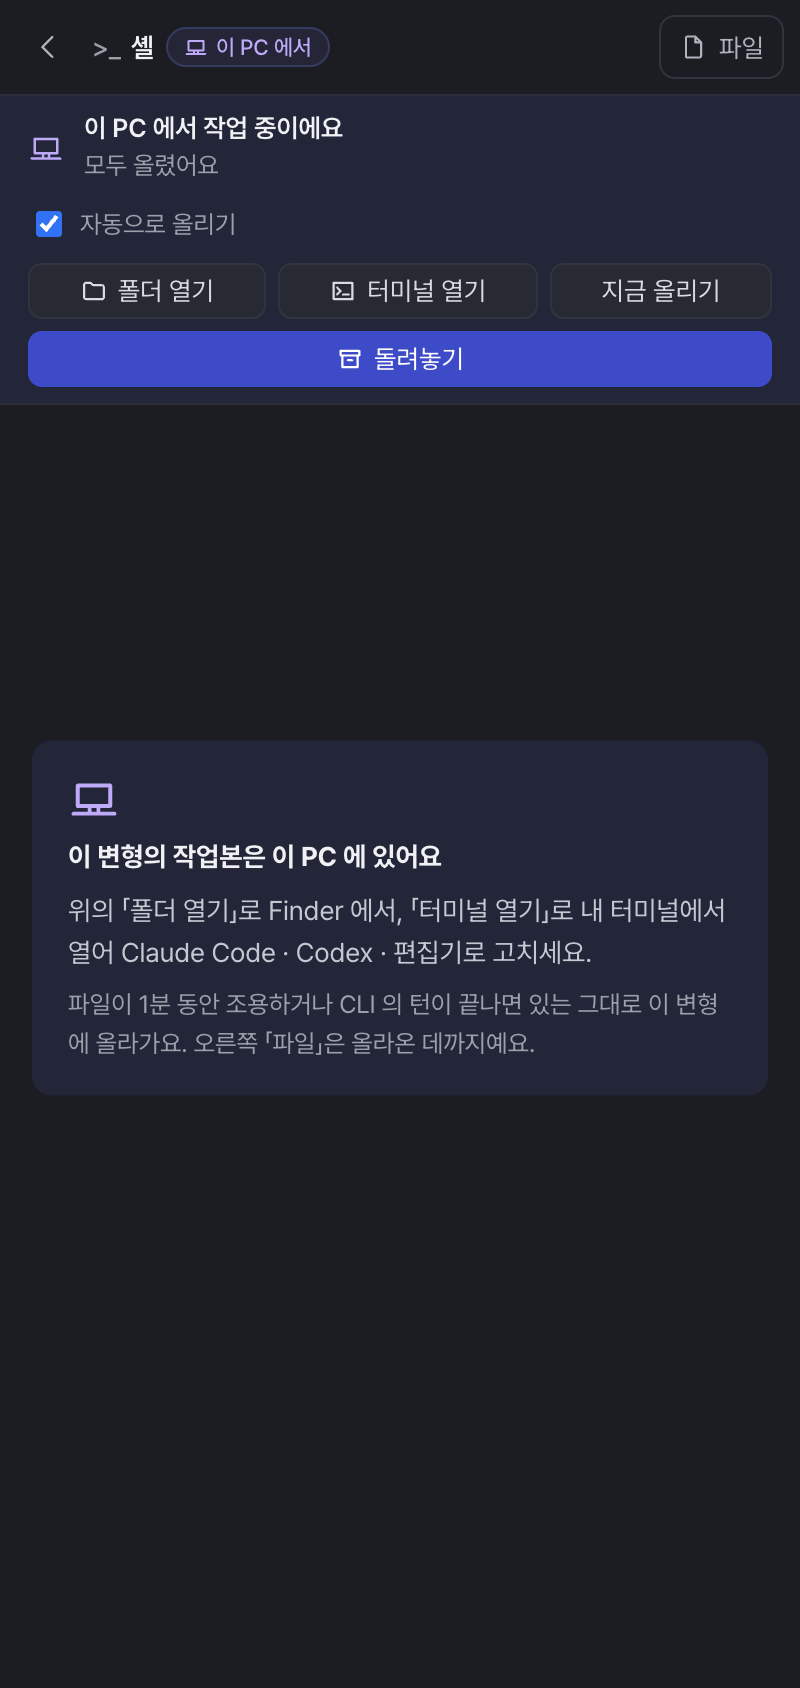 >_ 셸 이 PC 에서 파일
이 PC 에서 작업 중이에요
모두 올렸어요
자동으로 올리기
폴더 열기 터미널 열기 지금 올리기
돌려놓기
이 변형의 작업본은 이 PC 에 있어요
위의 「폴더 열기」로 Finder 에서, 「터미널 열기」로 내 터미널에서
열어 Claude Code · Codex · 편집기로 고치세요.
파일이 1분 동안 조용하거나 CLI 의 턴이 끝나면 있는 그대로 이 변형
에 올라가요. 오른쪽 「파일」은 올라온 데까지예요.